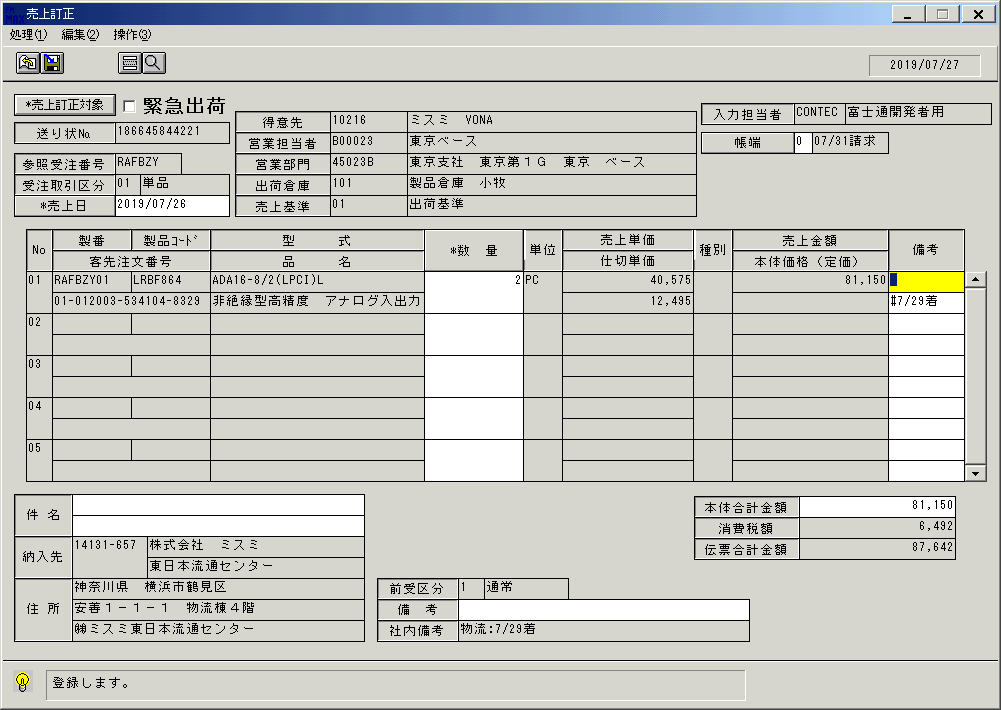 売上訂正
処理(1) 編集(2) 操作(3)
2019/07/27
*売上訂正対象 緊急出荷
送り状No. 186645844221
参照受注番号 RAFBZY
受注取引区分 01 単品
*売上日 2019/07/26
得意先 10216 ミスミ YONA
営業担当者 B00023 東京ベース
営業部門 45023B 東京支社 東京第1G 東京 ベース
出荷倉庫 101 製品倉庫 小牧
売上基準 01 出荷基準
入力担当者 CONTEC 富士通開発者用
帳端 0 07/31請求
No 製番 製品ｺｰﾄﾞ 型 式 *数 量 単位 売上単価 種別 売上金額 備考
客先注文番号 品 名 仕切単価 本体価格(定価)
01 RAFBZY01 LRBF864 ADA16-8/2(LPCI)L 2 PC 40,575 81,150
01-012003-534104-8329 非絶縁型高精度 アナログ入出力 12,495 #7/29着
02
03
04
05
件 名
納入先 14131-657 株式会社 ミスミ
東日本流通センター
住 所 神奈川県 横浜市鶴見区
安善1-1-1 物流棟4階
㈱ミスミ東日本流通センター
本体合計金額 81,150
消費税額 6,492
伝票合計金額 87,642
前受区分 1 通常
備 考
社内備考 物流:7/29着
登録します。